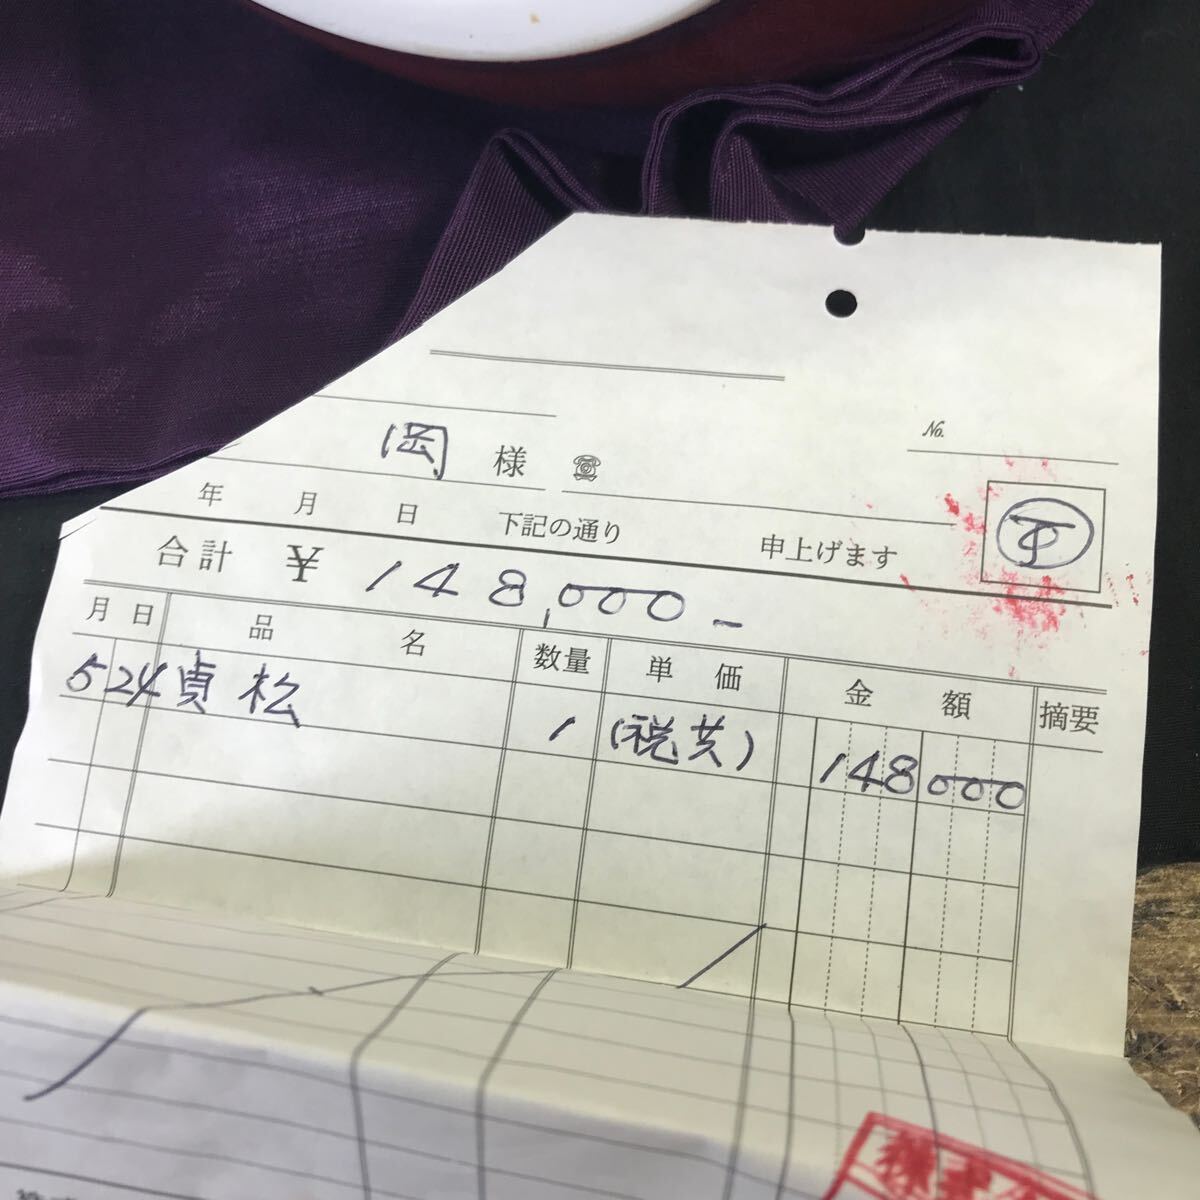 No.
岡 様
年 月 日 下記の通り 申上げます
合計 ¥ 148,000-
月 日 品 名 数量 単 価 金 額 摘要
5 24 貞松 1 (税共) 148000